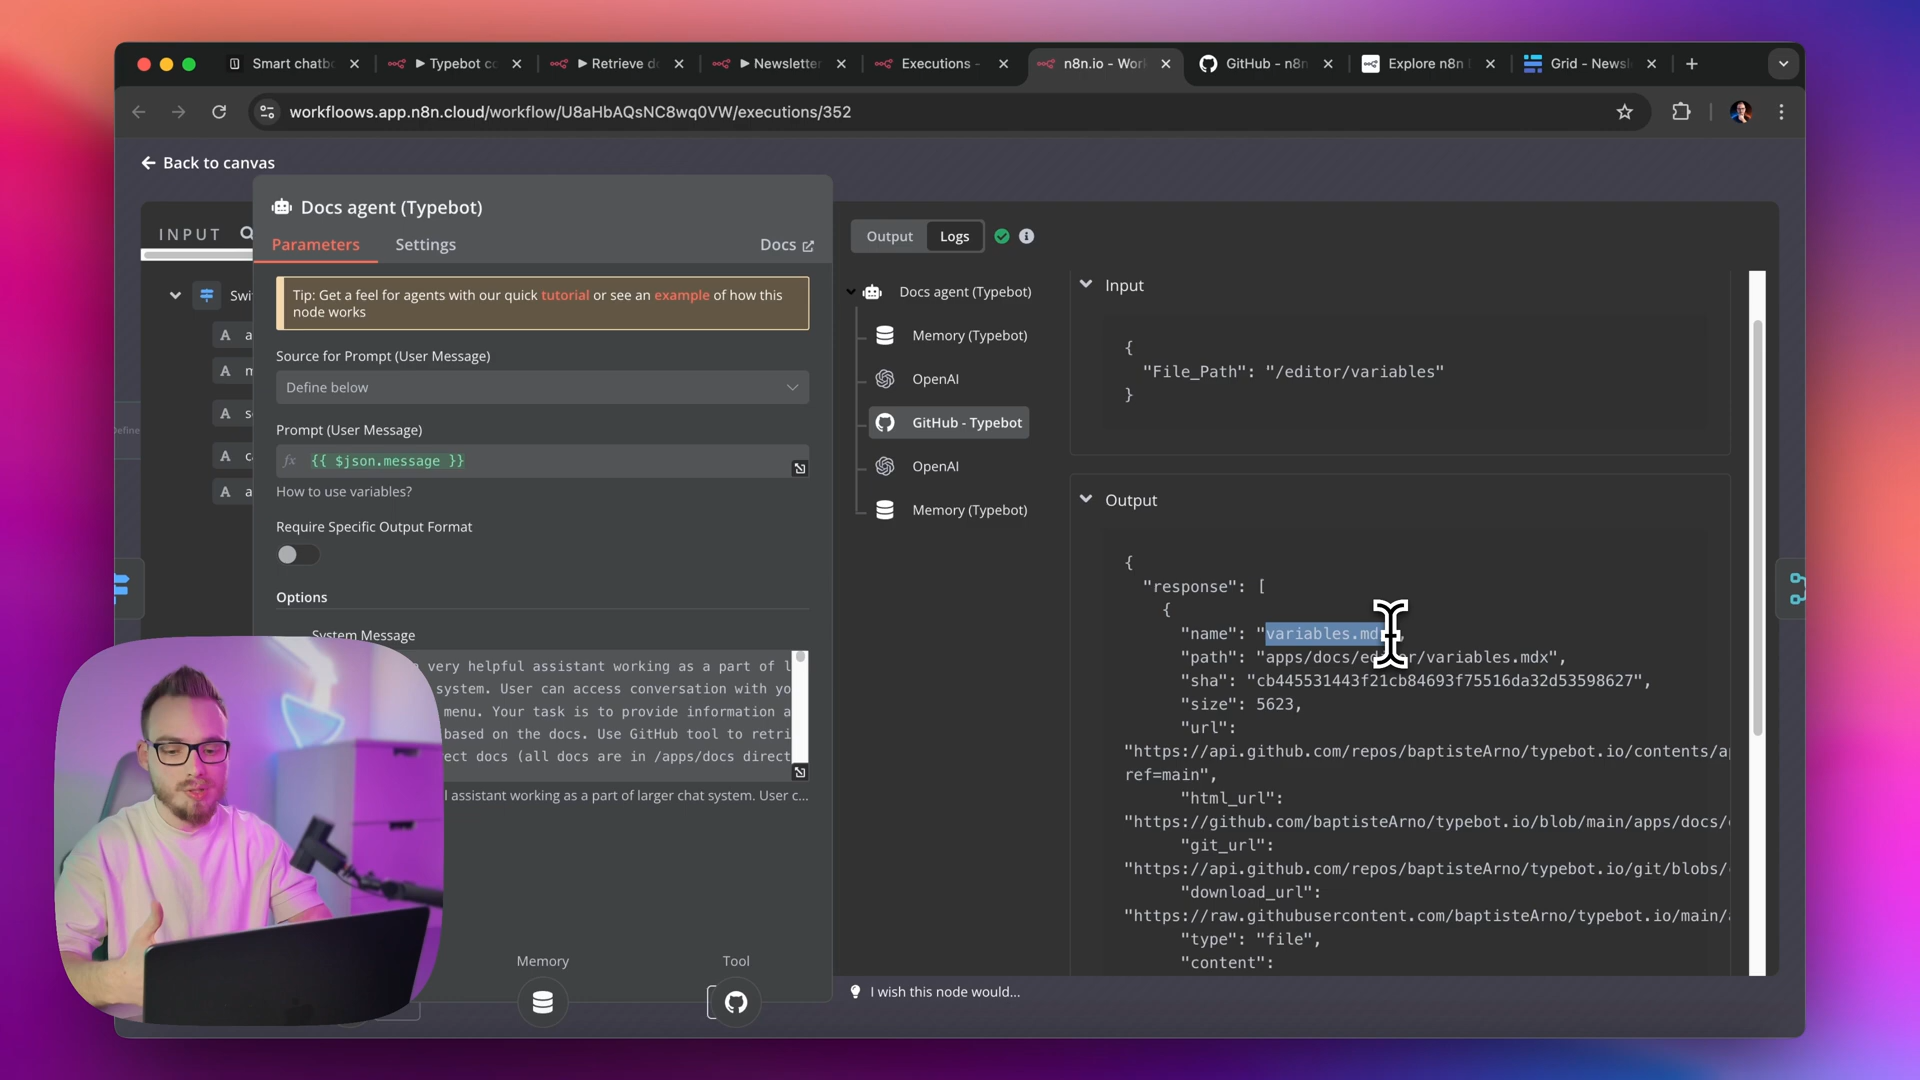 Smart chatb
▶ Typebot c
▶ Retrieve d
▶ Newsletter
Executions -
n8n.io - Wor
GitHub - n8n
Explore n8n
Grid - Newsl
workfloows.app.n8n.cloud/workflow/U8aHbAQsNC8wq0VW/executions/352
Back to canvas
INPUT
Swi
A a
A m
A s
A c
A a
Define
Docs agent (Typebot)
Parameters
Settings
Docs
Tip: Get a feel for agents with our quick tutorial or see an example of how this
node works
Source for Prompt (User Message)
Define below
Prompt (User Message)
fx {{ $json.message }}
How to use variables?
Require Specific Output Format
Options
System Message
very helpful assistant working as a part of l
system. User can access conversation with yo
menu. Your task is to provide information a
based on the docs. Use GitHub tool to retri
ect docs (all docs are in /apps/docs direct
l assistant working as a part of larger chat system. User c...
Memory
Tool
Output
Logs
Docs agent (Typebot)
Memory (Typebot)
OpenAI
GitHub - Typebot
OpenAI
Memory (Typebot)
Input
{
"File_Path": "/editor/variables"
}
Output
{
"response": [
{
"name": "variables.md
"path": "apps/docs/editor/variables.mdx",
"sha": "cb445531443f21cb84693f75516da32d53598627",
"size": 5623,
"url":
"https://api.github.com/repos/baptisteArno/typebot.io/contents/ap
ref=main",
"html_url":
"https://github.com/baptisteArno/typebot.io/blob/main/apps/docs/
"git_url":
"https://api.github.com/repos/baptisteArno/typebot.io/git/blobs/
"download_url":
"https://raw.githubusercontent.com/baptisteArno/typebot.io/main/
"type": "file",
"content":
I wish this node would...